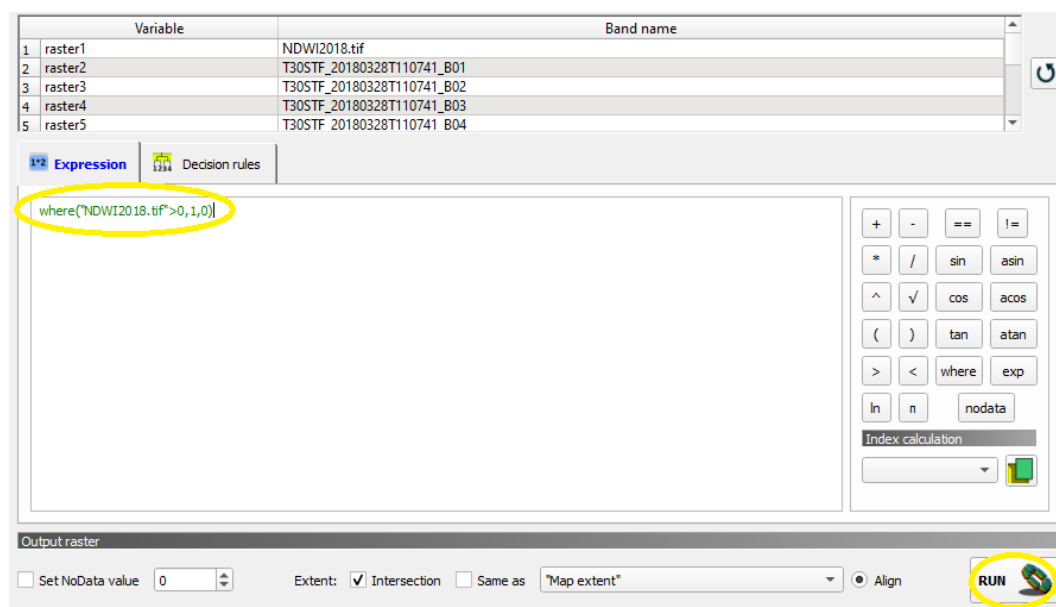 Variable Band name
1 raster1 NDWI2018.tif
2 raster2 T30STF_20180328T110741_B01
3 raster3 T30STF_20180328T110741_B02
4 raster4 T30STF_20180328T110741_B03
5 raster5 T30STF_20180328T110741_B04
1*2 Expression 1234 Decision rules
where("NDWI2018.tif">0,1,0)
+ - == !=
* / sin asin
^ √ cos acos
( ) tan atan
> < where exp
ln π nodata
Index calculation
Output raster
Set NoData value 0 Extent: Intersection Same as "Map extent" Align RUN